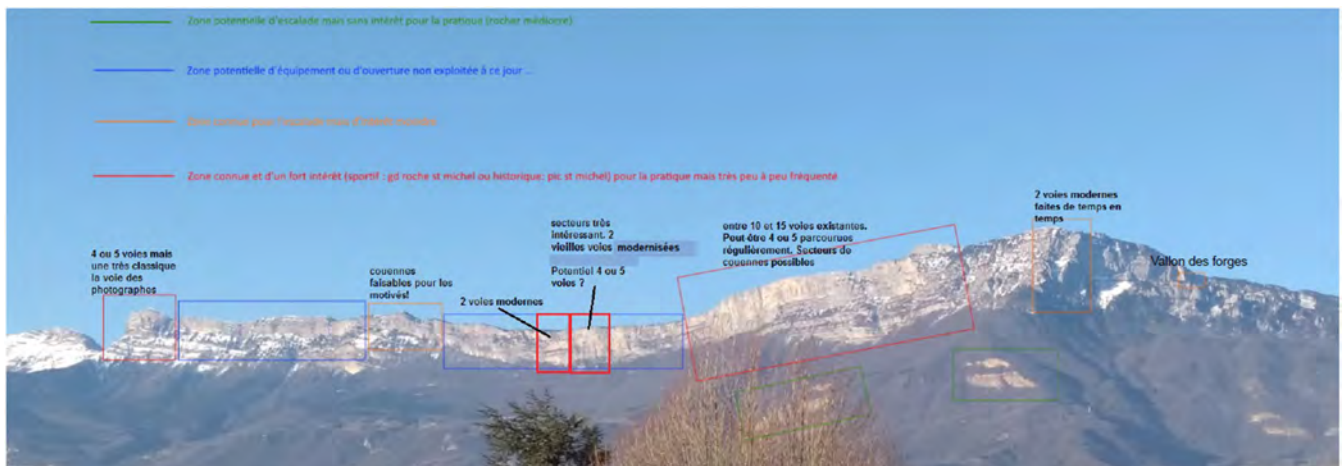 Zone potentielle d'escalade mais sans intérêt pour la pratique (rocher médiocre)
Zone potentielle d'équipement ou d'ouverture non exploitée à ce jour ...
Zone connue et d'un fort intérêt (sportif : gd roche st michel ou historique: pic st michel) pour la pratique mais très peu à peu fréquenté
4 ou 5 voies mais
une très classique
la voie des
photographes
couennes
faisables pour les
motivés!
2 voies modernes
secteurs très
intéressant. 2
vieilles voies modernisées
Potentiel 4 ou 5
voies ?
entre 10 et 15 voies existantes.
Peut être 4 ou 5 parcourues
régulièrement. Secteurs de
couennes possibles
2 voies modernes
faites de temps en
temps
Vallon des forges